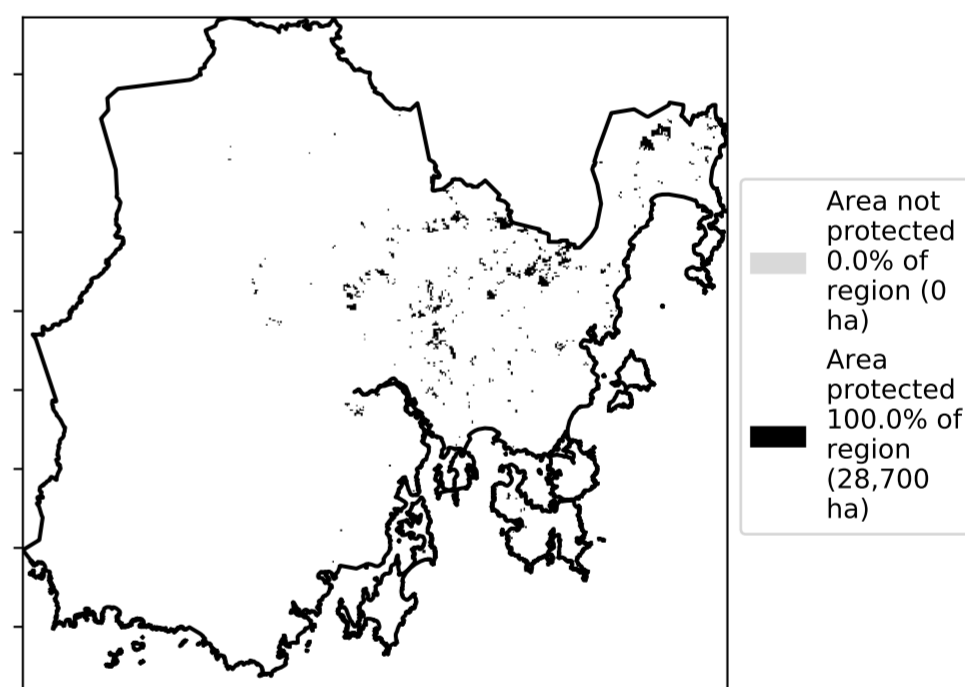 Area not
protected
0.0% of
region (0
ha)
Area
protected
100.0% of
region
(28,700
ha)